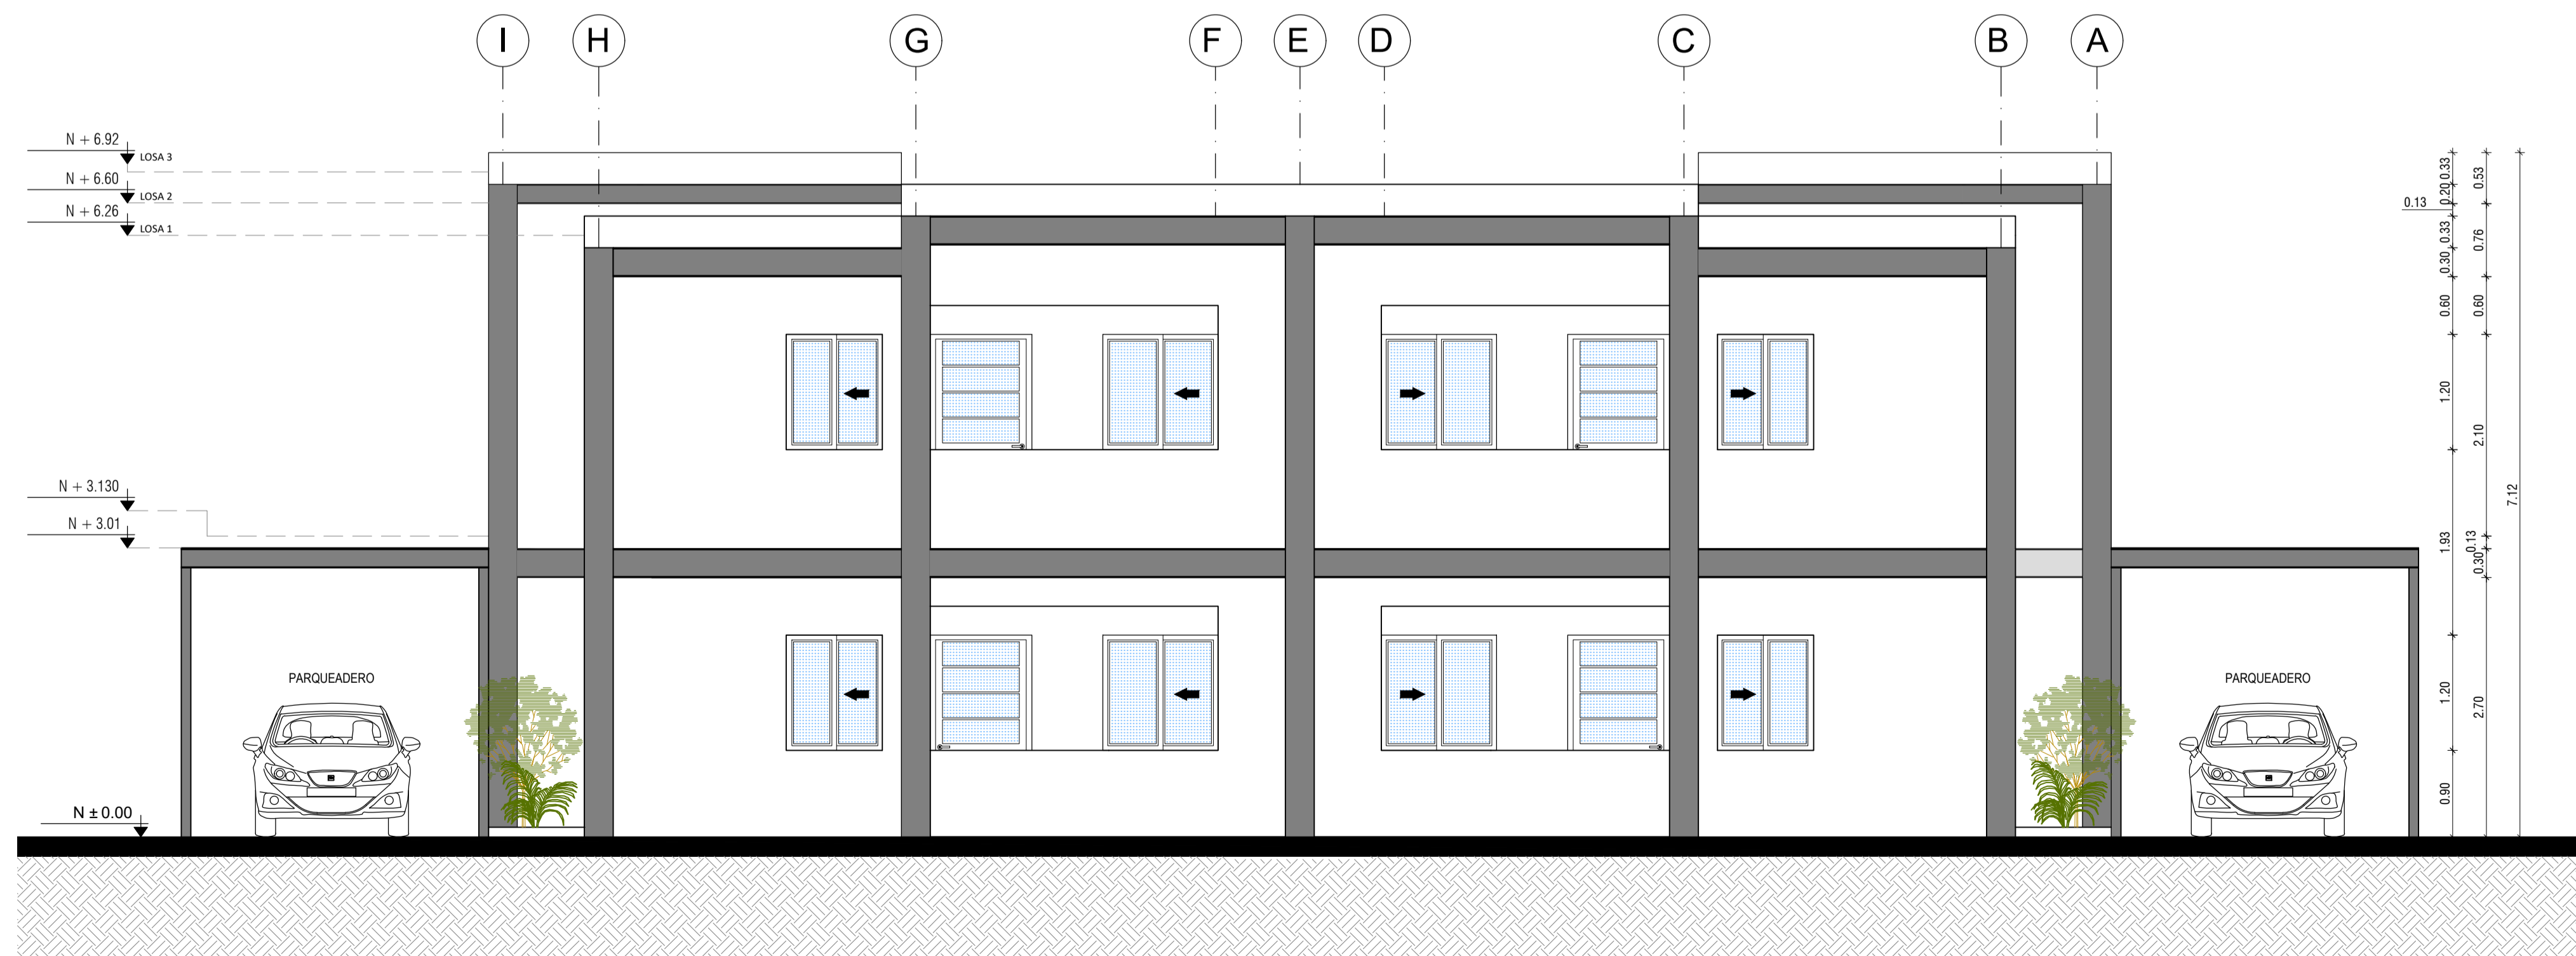 I H G F E D C B A
N + 6.92
LOSA 3
N + 6.60
LOSA 2
N + 6.26
LOSA 1
N + 3.130
N + 3.01
N ± 0.00
PARQUEADERO
PARQUEADERO
0.13
0.33
0.20
0.33
0.30
0.60
1.20
1.93
1.20
0.90
0.53
0.76
0.60
2.10
0.13
0.30
2.70
7.12